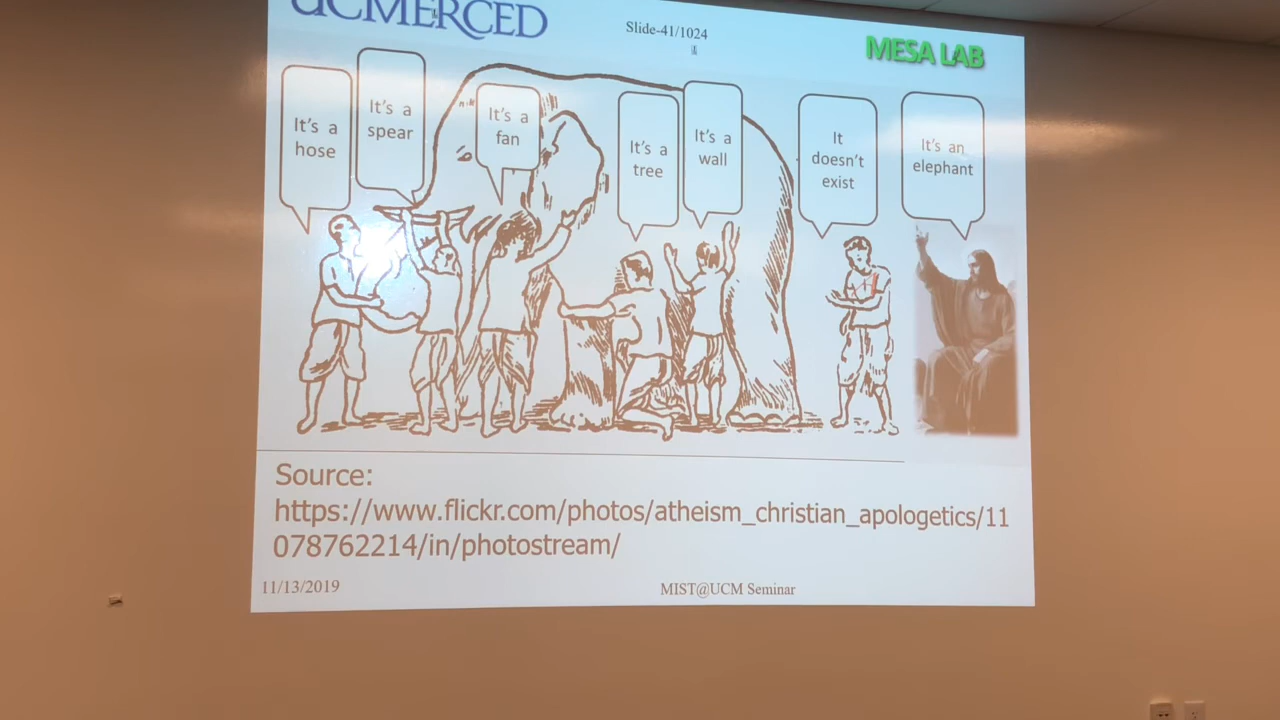 UCMERCED
Slide-41/1024
MESA LAB
It's a
hose
It's a
spear
It's a
fan
It's a
tree
It's a
wall
It
doesn't
exist
It's an
elephant
Source:
https://www.flickr.com/photos/atheism_christian_apologetics/11
078762214/in/photostream/
11/13/2019
MIST@UCM Seminar